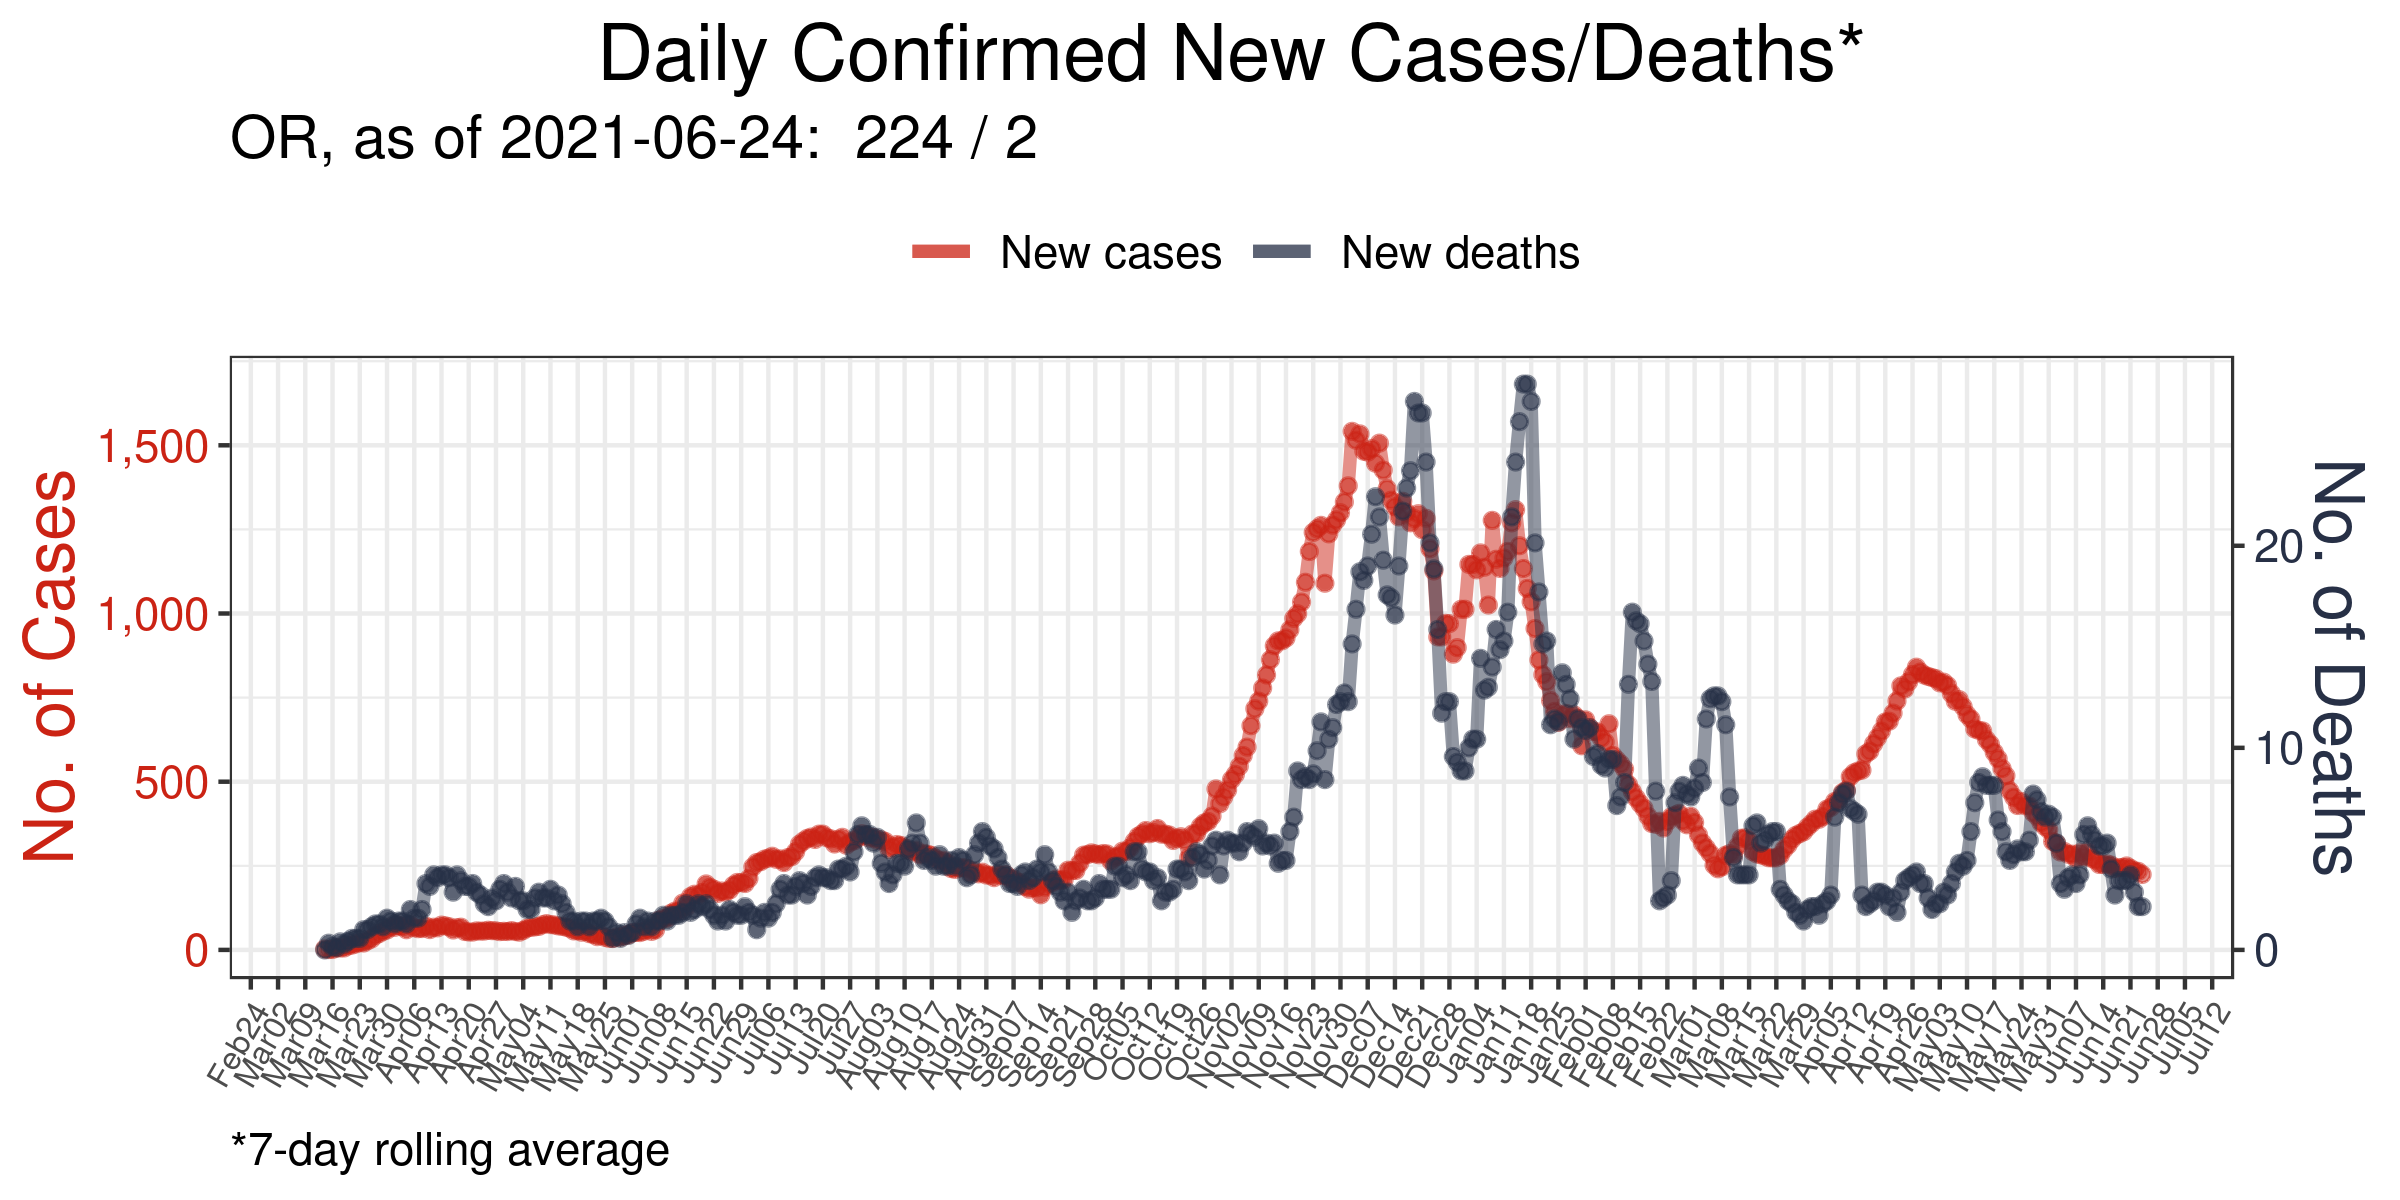 Daily Confirmed New Cases/Deaths*
OR, as of 2021-06-24:  224 / 2
New cases New deaths
No. of Cases
1,500
1,000
500
0
No. of Deaths
20
10
0
Feb24 Mar02 Mar09 Mar16 Mar23 Mar30 Apr06 Apr13 Apr20 Apr27 May04 May11 May18 May25 Jun01 Jun08 Jun15 Jun22 Jun29 Jul06 Jul13 Jul20 Jul27 Aug03 Aug10 Aug17 Aug24 Aug31 Sep07 Sep14 Sep21 Sep28 Oct05 Oct12 Oct19 Oct26 Nov02 Nov09 Nov16 Nov23 Nov30 Dec07 Dec14 Dec21 Dec28 Jan04 Jan11 Jan18 Jan25 Feb01 Feb08 Feb15 Feb22 Mar01 Mar08 Mar15 Mar22 Mar29 Apr05 Apr12 Apr19 Apr26 May03 May10 May17 May24 May31 Jun07 Jun14 Jun21 Jun28 Jul05 Jul12
*7-day rolling average